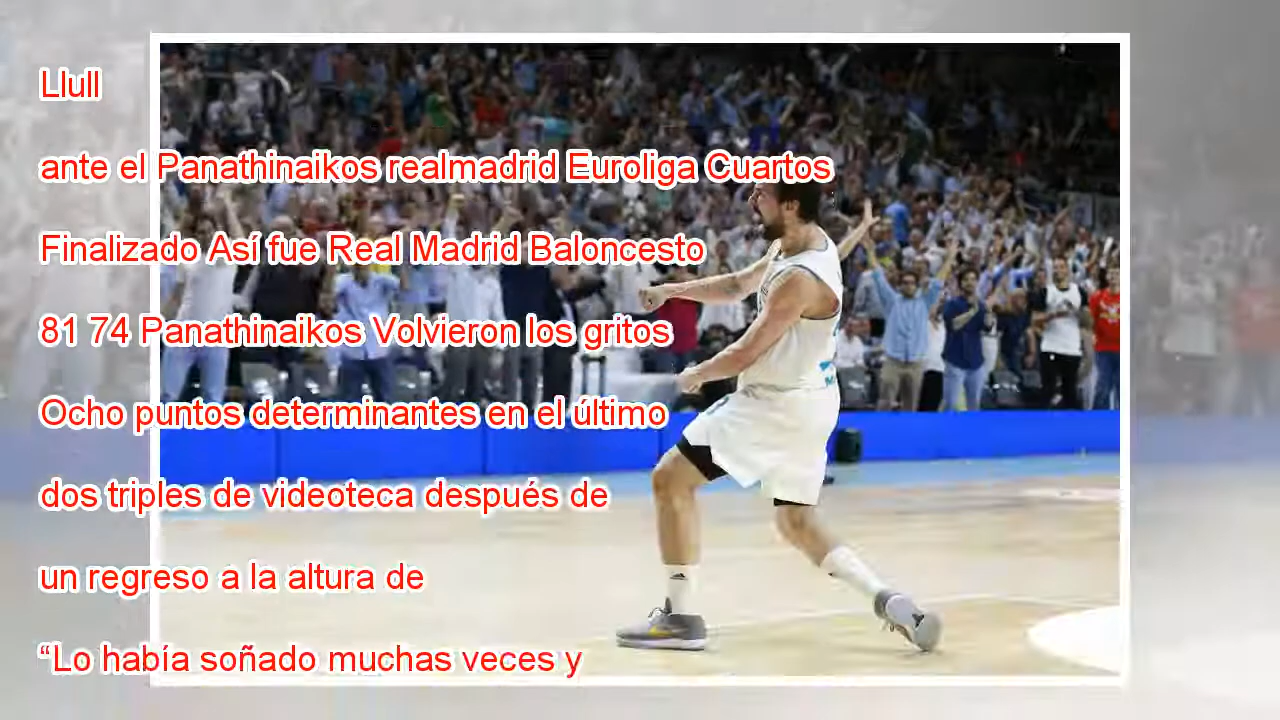 Llull
ante el Panathinaikos realmadrid Euroliga Cuartos
Finalizado Así fue Real Madrid Baloncesto
81 74 Panathinaikos Volvieron los gritos
Ocho puntos determinantes en el último
dos triples de videoteca después de
un regreso a la altura de
“Lo había soñado muchas veces y